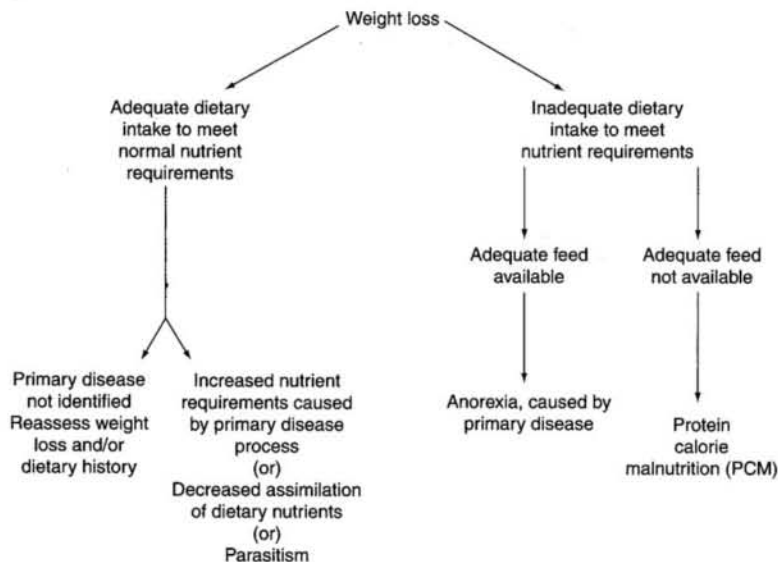 Weight loss
Adequate dietary
intake to meet
normal nutrient
requirements
Inadequate dietary
intake to meet
nutrient requirements
Adequate feed
available
Adequate feed
not available
Primary disease
not identified
Reassess weight
loss and/or
dietary history
Increased nutrient
requirements caused
by primary disease
process
(or)
Decreased assimilation
of dietary nutrients
(or)
Parasitism
Anorexia, caused by
primary disease
Protein
calorie
malnutrition (PCM)